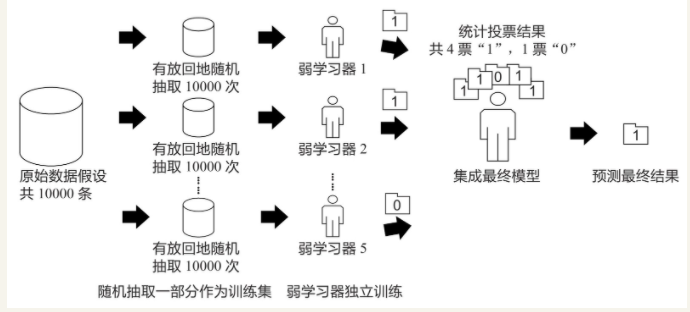 1
统计投票结果
共 4 票“1”，1 票“0”
有放回地随机
抽取 10000 次
弱学习器 1
1
1 1 0 1 1
有放回地随机
抽取 10000 次
弱学习器 2
原始数据假设
共 10000 条
集成最终模型
1
预测最终结果
0
有放回地随机
抽取 10000 次
弱学习器 5
随机抽取一部分作为训练集
弱学习器独立训练